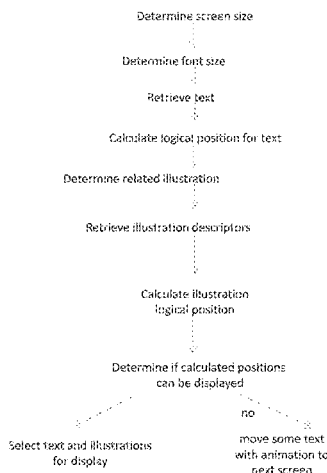 Determine screen size
Determine font size
Retrieve text
Calculate logical position for text
Determine related illustration
Retrieve illustration descriptors
Calculate illustration
logical position
Determine if calculated positions
can be displayed
no
Select text and illustrations
for display
move some text
with animation to
next screen